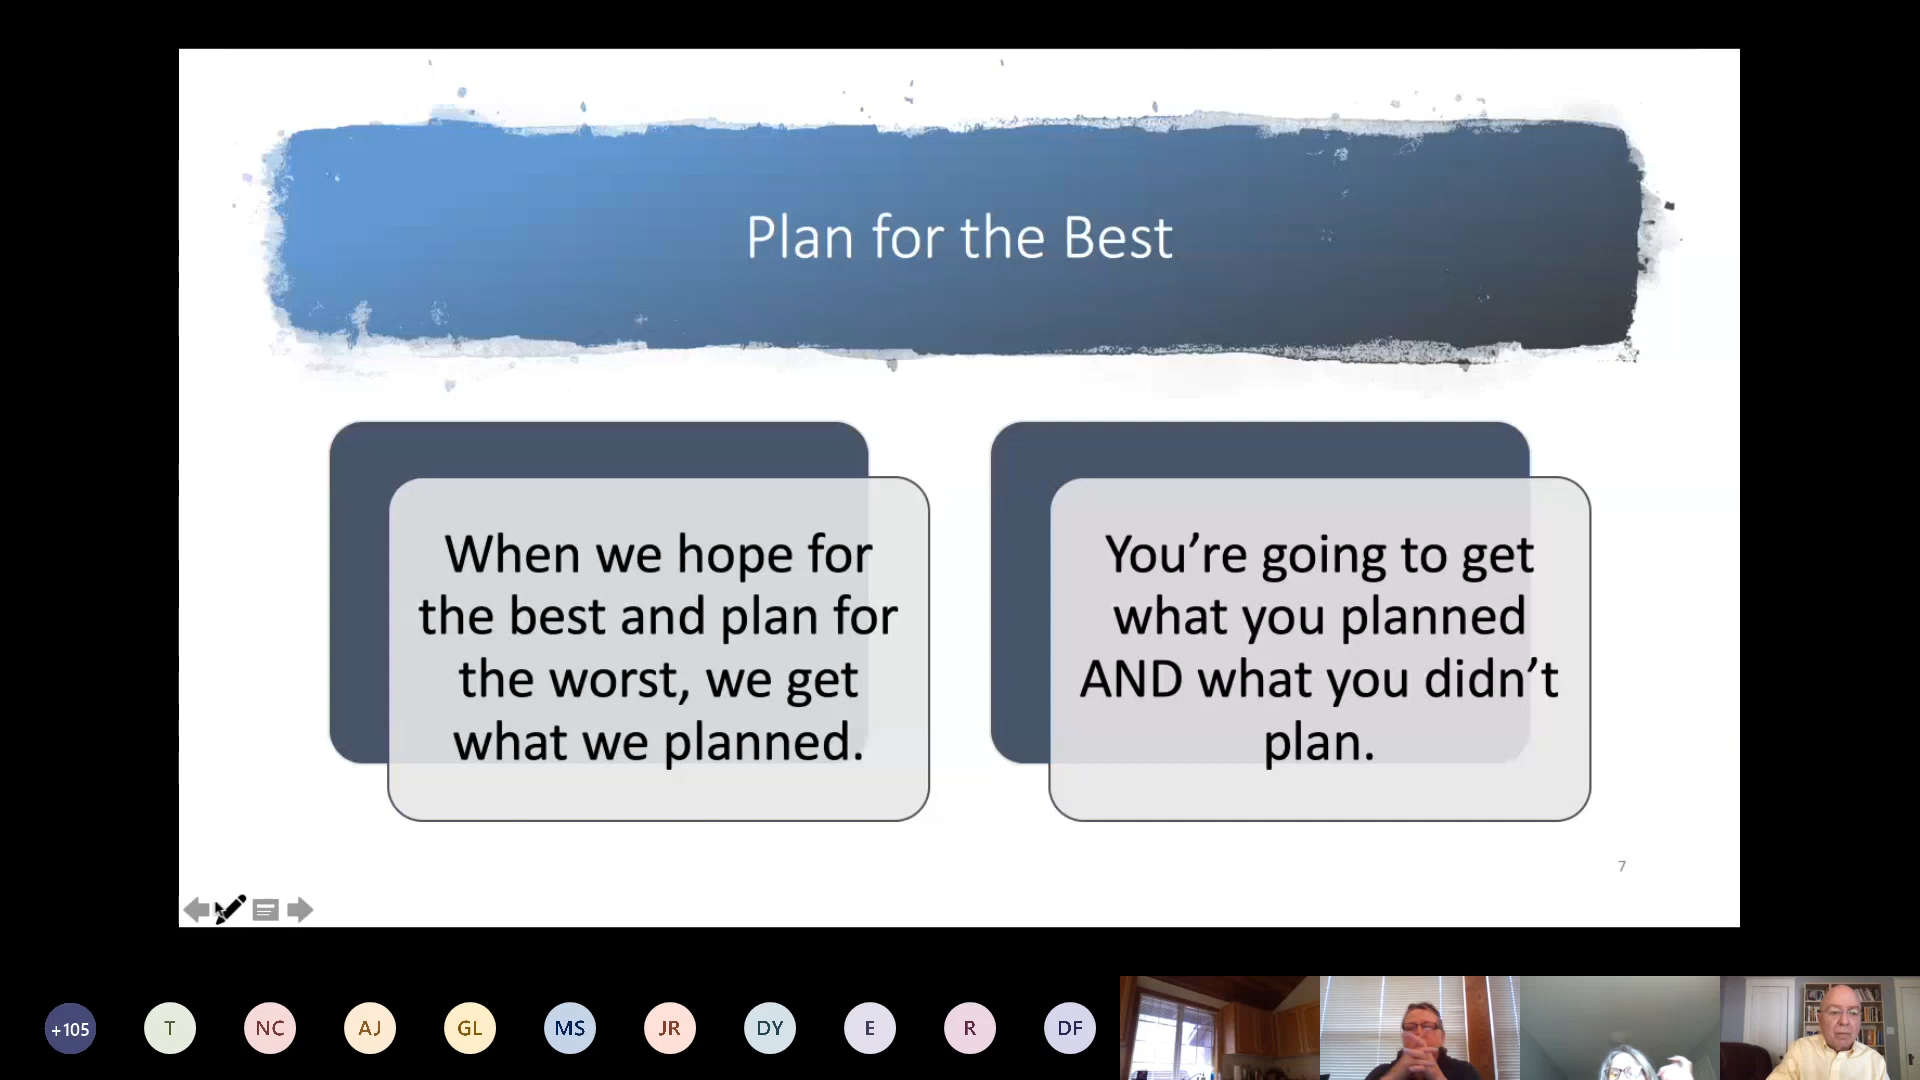 Plan for the Best
When we hope for
the best and plan for
the worst, we get
what we planned.
You’re going to get
what you planned
AND what you didn’t
plan.
7
+105
T
NC
AJ
GL
MS
JR
DY
E
R
DF